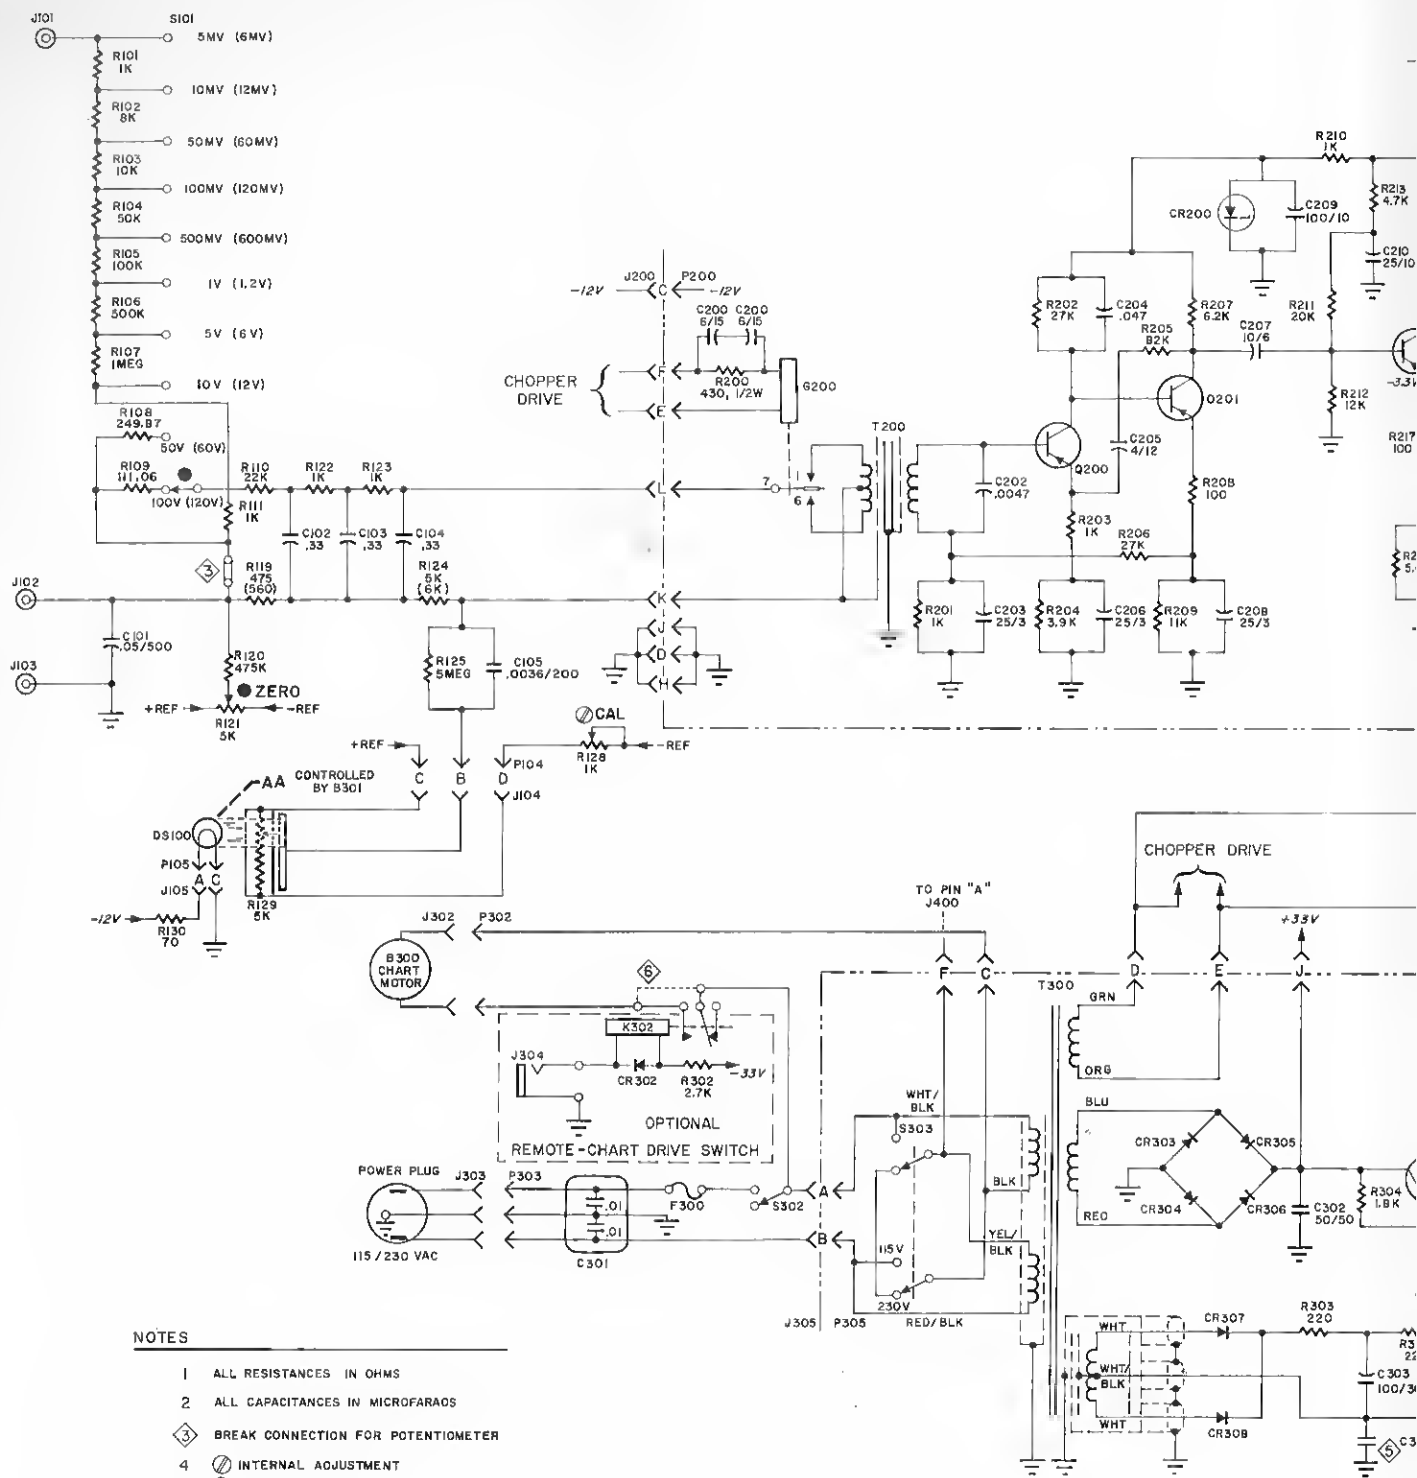 J101
S101
5MV (6MV)
R101
1K
10MV (12MV)
R102
8K
50MV (60MV)
R103
10K
100MV (120MV)
R104
50K
500MV (600MV)
R105
100K
1V (1.2V)
R106
500K
5V (6V)
R107
1MEG
10V (12V)
R108
249.87
50V (60V)
R109
111.06
100V (120V)
R110
22K
R122
1K
R123
1K
R111
1K
C102
.33
C103
.33
C104
.33
3
R119
475
(560)
R124
5K
(6K)
J102
C101
.05/500
J103
R120
475K
ZERO
+REF
-REF
R121
5K
R125
5MEG
C105
.0036/200
CAL
+REF
-REF
R128
1K
P104
C B D
J104
AA
CONTROLLED
BY B301
DS100
P105
A C
J105
-12V
R130
70
R129
5K
J200
P200
-12V
C
-12V
C200
6/15
C200
6/15
F
R200
430, 1/2W
G200
CHOPPER
DRIVE
E
L
7
1
6
T200
K
J
D
H
R210
1K
CR200
C209
100/10
R213
4.7K
C210
25/10
R202
27K
C204
.047
R207
6.2K
R205
82K
C207
10/6
R211
20K
-33V
Q201
R212
12K
R217
100
Q200
C205
4/12
C202
.0047
R208
100
R203
1K
R206
27K
R201
1K
C203
25/3
R204
3.9K
C206
25/3
R209
11K
C208
25/3
CHOPPER DRIVE
+33V
TO PIN "A"
J400
J302
P302
B300
CHART
MOTOR
6
F C
T300
D E J
GRN
ORG
K302
J304
CR302
R302
2.7K
-33V
OPTIONAL
REMOTE-CHART DRIVE SWITCH
WHT/
BLK
S303
BLU
CR303
CR305
CR304
CR306
RED
C302
50/50
R304
1.8K
POWER PLUG
J303
P303
.01
.01
F300
S302
A
BLK
115/230 VAC
C301
B
115V
YEL/
BLK
230V
J305
P305
RED/BLK
WHT
WHT/
BLK
WHT
CR307
R303
220
C303
CR308
5
NOTES
1 ALL RESISTANCES IN OHMS
2 ALL CAPACITANCES IN MICROFARADS
3 BREAK CONNECTION FOR POTENTIOMETER
4 INTERNAL ADJUSTMENT